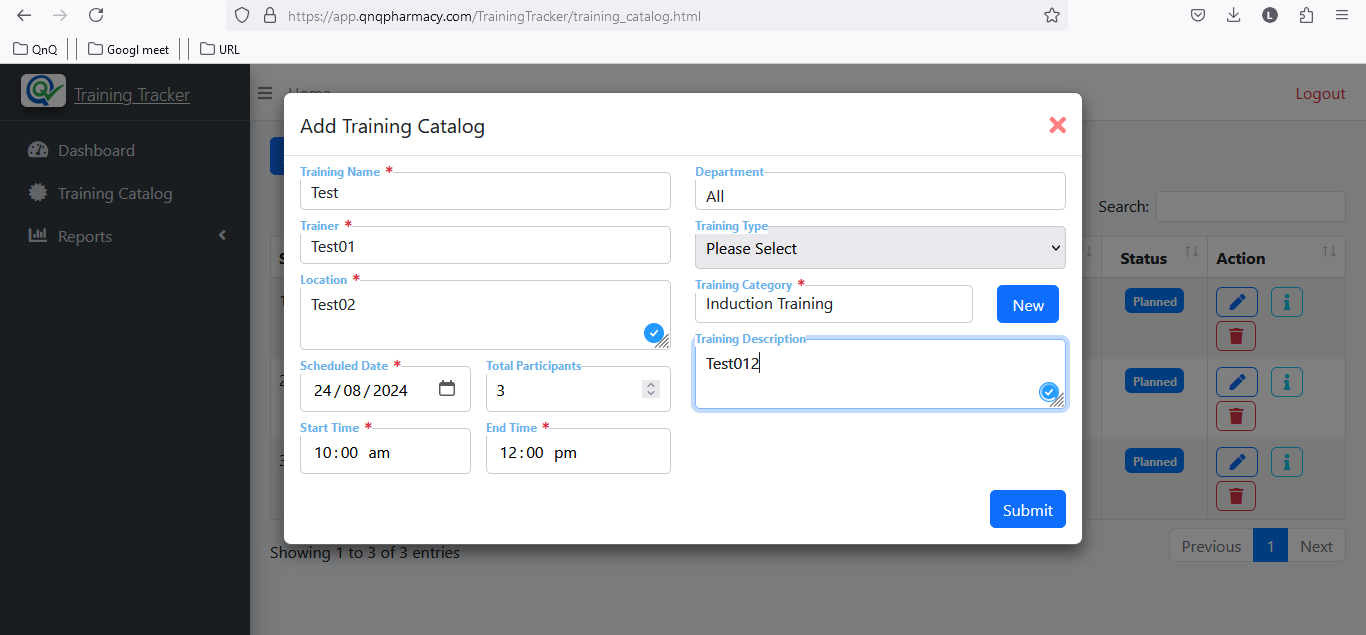 https://app.qnqpharmacy.com/TrainingTracker/training_catalog.html
L
QnQ
Googl meet
URL
Training Tracker
Home
Logout
Dashboard
Training Catalog
Reports
Add Training Catalog
Training Name *
Test
Department
All
Trainer *
Test01
Training Type
Please Select
Location *
Test02
Training Category *
Induction Training
New
Training Description
Test012
Scheduled Date *
24/08/2024
Total Participants
3
Start Time *
10:00 am
End Time *
12:00 pm
Submit
Search:
Status
Action
Planned
Planned
Planned
Showing 1 to 3 of 3 entries
Previous
1
Next